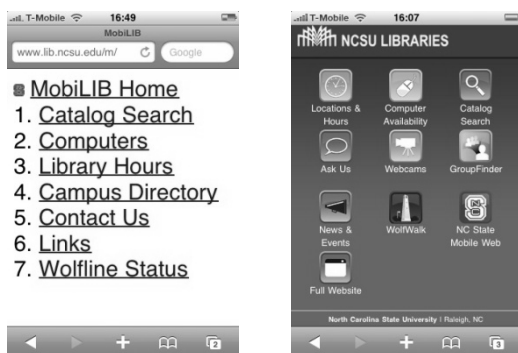 T-Mobile 16:49
MobiLIB
www.lib.ncsu.edu/m/ Google
MobiLIB Home
1. Catalog Search
2. Computers
3. Library Hours
4. Campus Directory
5. Contact Us
6. Links
7. Wolfline Status
2
T-Mobile 16:07
NCSU LIBRARIES
Locations & Computer Catalog
Hours Availability Search
Ask Us Webcams GroupFinder
News & WolfWalk NC State
Events Mobile Web
Full Website
North Carolina State University | Raleigh, NC
3